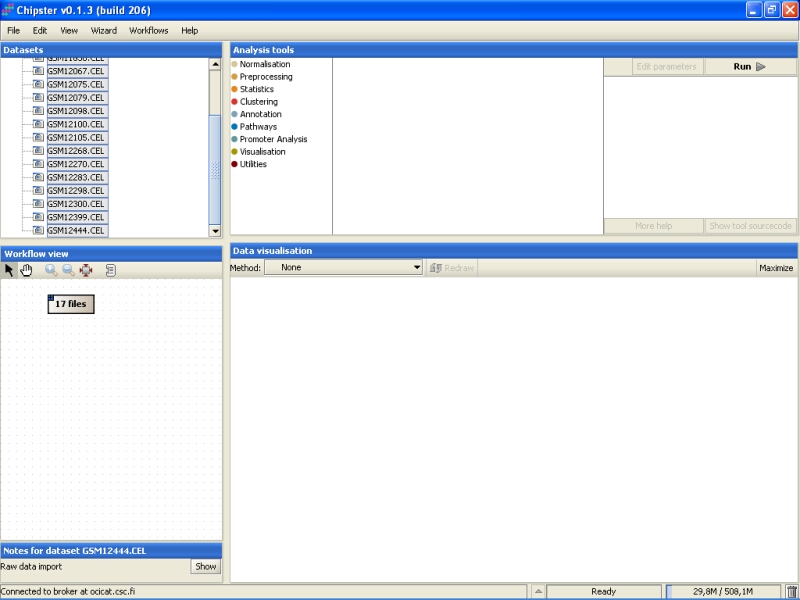 Chipster v0.1.3 (build 206)
File Edit View Wizard Workflows Help
Datasets
GSM12067.CEL
GSM12075.CEL
GSM12079.CEL
GSM12098.CEL
GSM12100.CEL
GSM12105.CEL
GSM12268.CEL
GSM12270.CEL
GSM12283.CEL
GSM12298.CEL
GSM12300.CEL
GSM12399.CEL
GSM12444.CEL
Analysis tools
Normalisation
Preprocessing
Statistics
Clustering
Annotation
Pathways
Promoter Analysis
Visualisation
Utilities
Edit parameters Run
More help Show tool sourcecode
Workflow view
17 files
Data visualisation
Method: None Redraw Maximize
Notes for dataset GSM12444.CEL
Raw data import Show
Connected to broker at ocicat.csc.fi Ready 29,8M / 508,1M